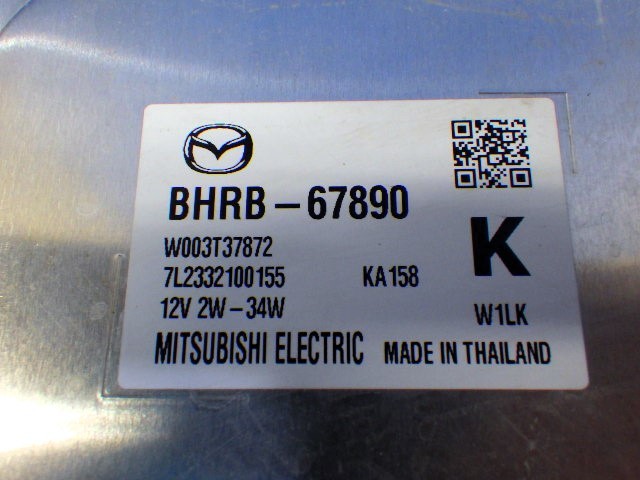 BHRB-67890
W003T37872
7L2332100155 KA158
K
12V 2W-34W
W1LK
MITSUBISHI ELECTRIC MADE IN THAILAND